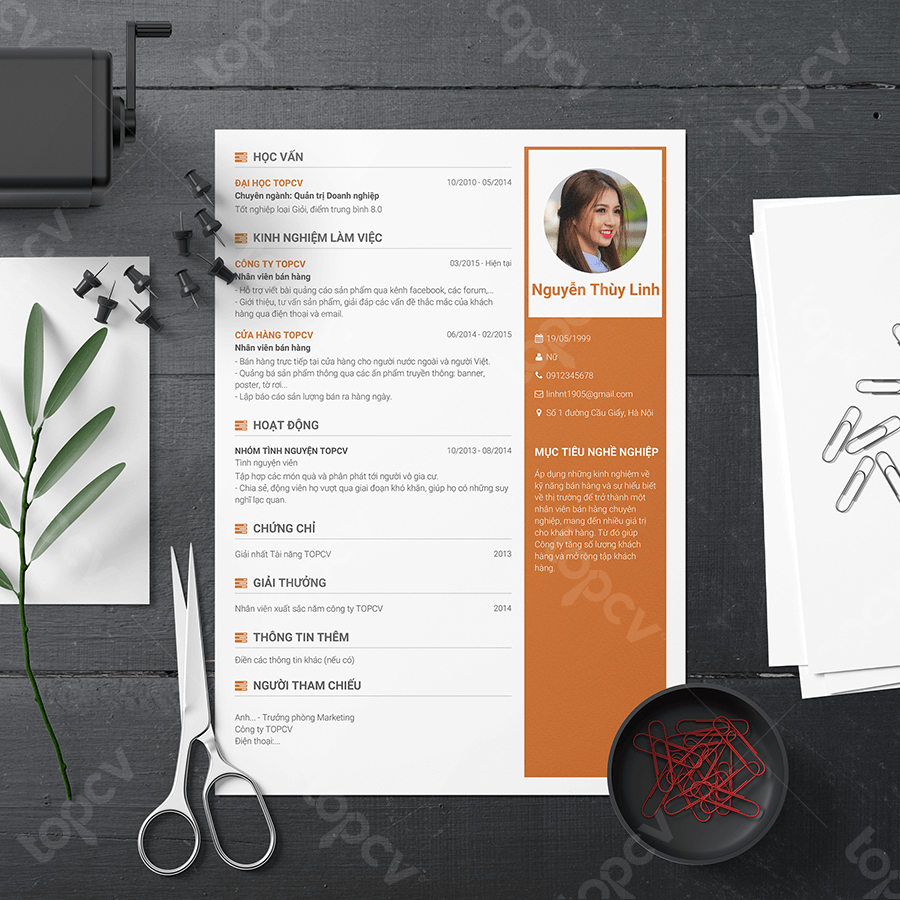 HỌC VẤN
ĐẠI HỌC TOPCV 10/2010 - 05/2014
Chuyên ngành: Quản trị Doanh nghiệp
Tốt nghiệp loại Giỏi, điểm trung bình 8.0
KINH NGHIỆM LÀM VIỆC
CÔNG TY TOPCV 03/2015 - Hiện tại
Nhân viên bán hàng
- Hỗ trợ viết bài quảng cáo sản phẩm qua kênh facebook, các forum,...
- Giới thiệu, tư vấn sản phẩm, giải đáp các vấn đề thắc mắc của khách
hàng qua điện thoại và email.
CỬA HÀNG TOPCV 06/2014 - 02/2015
Nhân viên bán hàng
- Bán hàng trực tiếp tại cửa hàng cho người nước ngoài và người Việt.
- Quảng bá sản phẩm thông qua các ấn phẩm truyền thông: banner,
poster, tờ rơi...
- Lập báo cáo sản lượng bán ra hàng ngày.
HOẠT ĐỘNG
NHÓM TÌNH NGUYỆN TOPCV 10/2013 - 08/2014
Tình nguyện viên
Tập hợp các món quà và phân phát tới người vô gia cư.
- Chia sẻ, động viên họ vượt qua giai đoạn khó khăn, giúp họ có những suy
nghĩ lạc quan.
CHỨNG CHỈ
Giải nhất Tài năng TOPCV 2013
GIẢI THƯỞNG
Nhân viên xuất sắc năm công ty TOPCV 2014
THÔNG TIN THÊM
Điền các thông tin khác (nếu có)
NGƯỜI THAM CHIẾU
Anh... - Trưởng phòng Marketing
Công ty TOPCV
Điện thoại:...
Nguyễn Thùy Linh
19/05/1999
Nữ
0912345678
linhnt1905@gmail.com
Số 1 đường Cầu Giấy, Hà Nội
MỤC TIÊU NGHỀ NGHIỆP
Áp dụng những kinh nghiệm về
kỹ năng bán hàng và sự hiểu biết
về thị trường để trở thành một
nhân viên bán hàng chuyên
nghiệp, mang đến nhiều giá trị
cho khách hàng. Từ đó giúp
Công ty tăng số lượng khách
hàng và mở rộng tập khách
hàng.
topcv
topcv
topcv
topcv
topcv
topcv
topcv